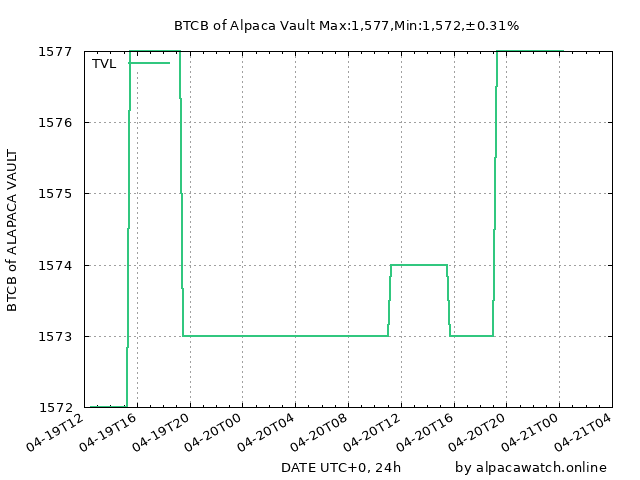 BTCB of Alpaca Vault Max:1,577,Min:1,572,±0.31%
BTCB of ALAPACA VAULT
TVL
1577
1576
1575
1574
1573
1572
04-19T12
04-19T16
04-19T20
04-20T00
04-20T04
04-20T08
04-20T12
04-20T16
04-20T20
04-21T00
04-21T04
DATE UTC+0, 24h
by alpacawatch.online